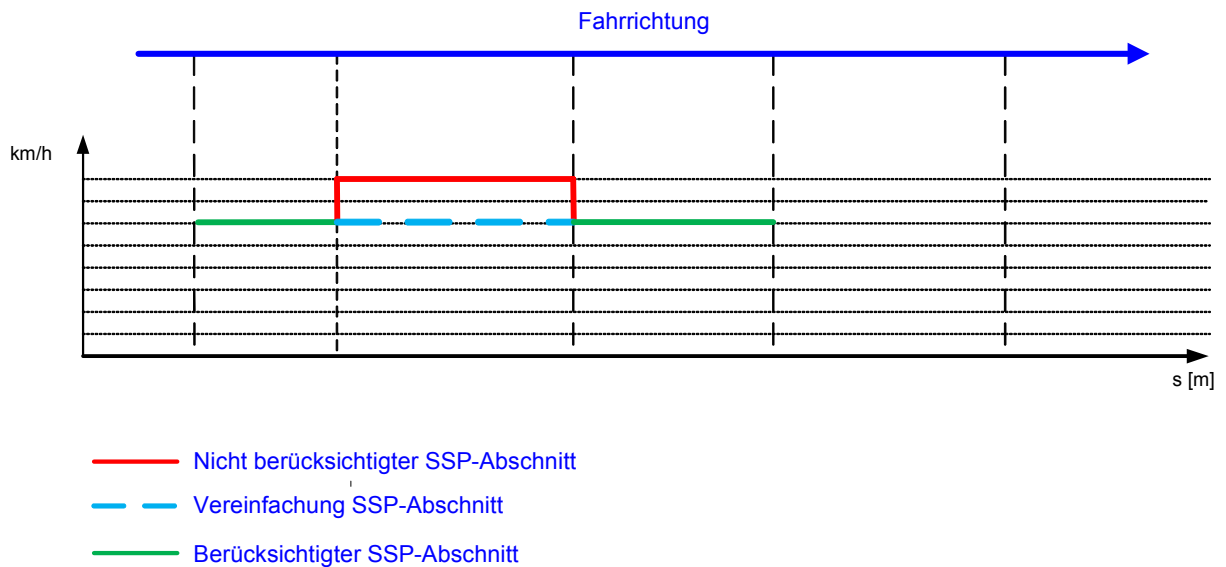 Fahrrichtung
km/h
s [m]
Nicht berücksichtigter SSP-Abschnitt
Vereinfachung SSP-Abschnitt
Berücksichtigter SSP-Abschnitt